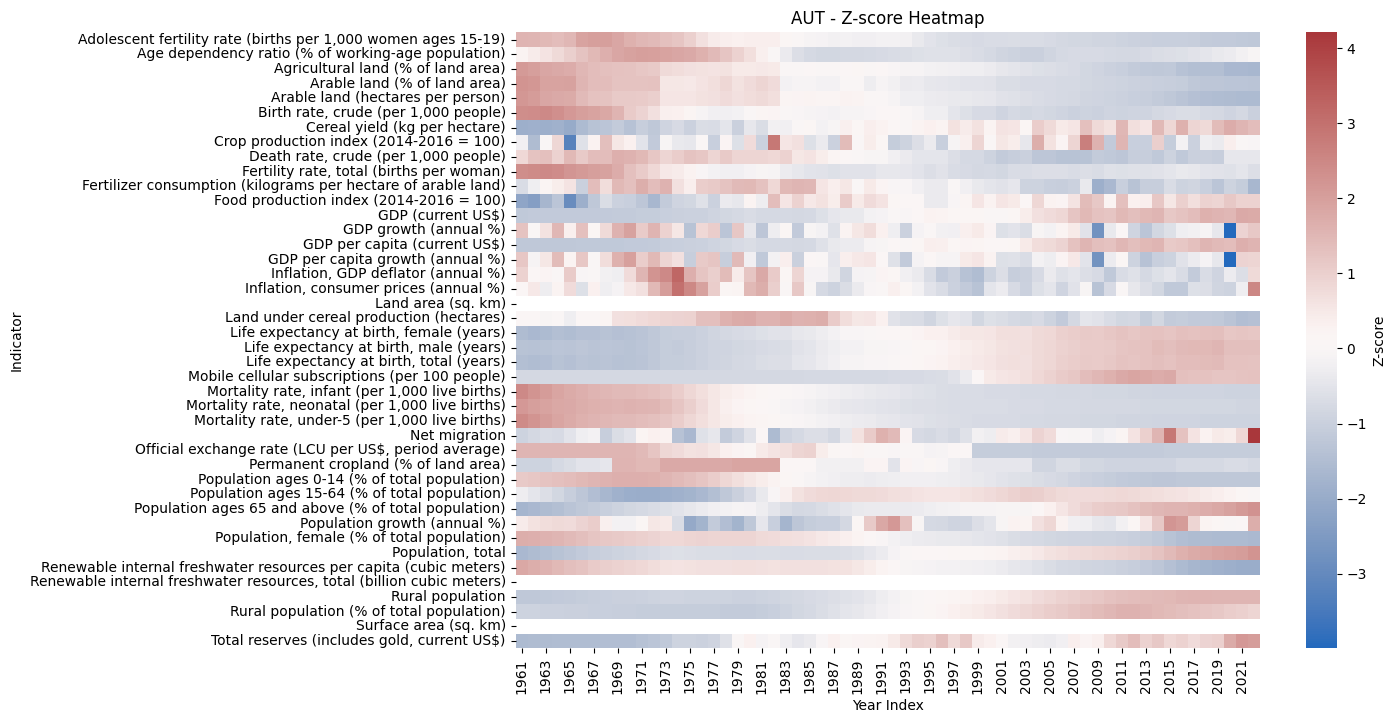 AUT - Z-score Heatmap
Adolescent fertility rate (births per 1,000 women ages 15-19)
Age dependency ratio (% of working-age population)
Agricultural land (% of land area)
Arable land (% of land area)
Arable land (hectares per person)
Birth rate, crude (per 1,000 people)
Cereal yield (kg per hectare)
Crop production index (2014-2016 = 100)
Death rate, crude (per 1,000 people)
Fertility rate, total (births per woman)
Fertilizer consumption (kilograms per hectare of arable land)
Food production index (2014-2016 = 100)
GDP (current US$)
GDP growth (annual %)
GDP per capita (current US$)
GDP per capita growth (annual %)
Inflation, GDP deflator (annual %)
Inflation, consumer prices (annual %)
Land area (sq. km)
Land under cereal production (hectares)
Life expectancy at birth, female (years)
Life expectancy at birth, male (years)
Life expectancy at birth, total (years)
Mobile cellular subscriptions (per 100 people)
Mortality rate, infant (per 1,000 live births)
Mortality rate, neonatal (per 1,000 live births)
Mortality rate, under-5 (per 1,000 live births)
Net migration
Official exchange rate (LCU per US$, period average)
Permanent cropland (% of land area)
Population ages 0-14 (% of total population)
Population ages 15-64 (% of total population)
Population ages 65 and above (% of total population)
Population growth (annual %)
Population, female (% of total population)
Population, total
Renewable internal freshwater resources per capita (cubic meters)
Renewable internal freshwater resources, total (billion cubic meters)
Rural population
Rural population (% of total population)
Surface area (sq. km)
Total reserves (includes gold, current US$)
Indicator
1961 1963 1965 1967 1969 1971 1973 1975 1977 1979 1981 1983 1985 1987 1989 1991 1993 1995 1997 1999 2001 2003 2005 2007 2009 2011 2013 2015 2017 2019 2021
Year Index
4
3
2
1
0
−1
−2
−3
Z-score